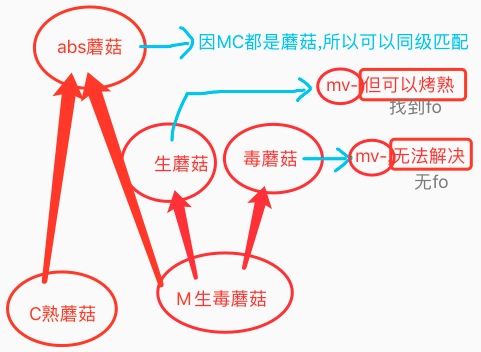 abs蘑菇
因MC都是蘑菇,所以可以同级匹配
mv-
但可以烤熟
找到fo
生蘑菇
毒蘑菇
mv-
无法解决
无fo
C熟蘑菇
M生毒蘑菇